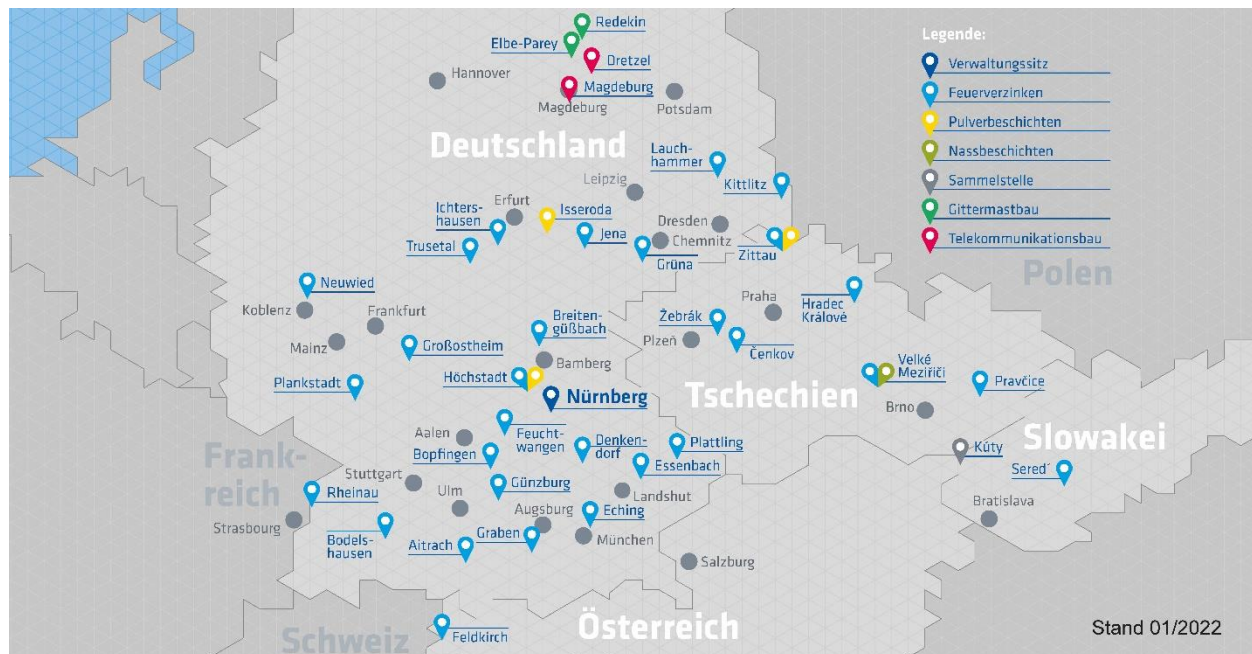 Redekin
Elbe-Parey
Dretzel
Hannover
Magdeburg
Magdeburg
Potsdam
Deutschland
Lauch-
hammer
Kittlitz
Leipzig
Erfurt
Isseroda
Ichters-
hausen
Trusetal
Jena
Dresden
Chemnitz
Grüna
Zittau
Neuwied
Koblenz
Frankfurt
Mainz
Großostheim
Plankstadt
Breiten-
güßbach
Bamberg
Höchstadt
Nürnberg
Praha
Žebrák
Plzeň
Čenkov
Hradec
Králové
Velké
Meziříčí
Pravčice
Tschechien
Brno
Slowakei
Kúty
Sered´
Bratislava
Polen
Frank-
reich
Aalen
Feucht-
wangen
Bopfingen
Denken-
dorf
Plattling
Essenbach
Stuttgart
Ulm
Günzburg
Landshut
Rheinau
Strasbourg
Bodels-
hausen
Aitrach
Graben
Augsburg
Eching
München
Salzburg
Schweiz
Feldkirch
Österreich
Legende:
Verwaltungssitz
Feuerverzinken
Pulverbeschichten
Nassbeschichten
Sammelstelle
Gittermastbau
Telekommunikationsbau
Stand 01/2022